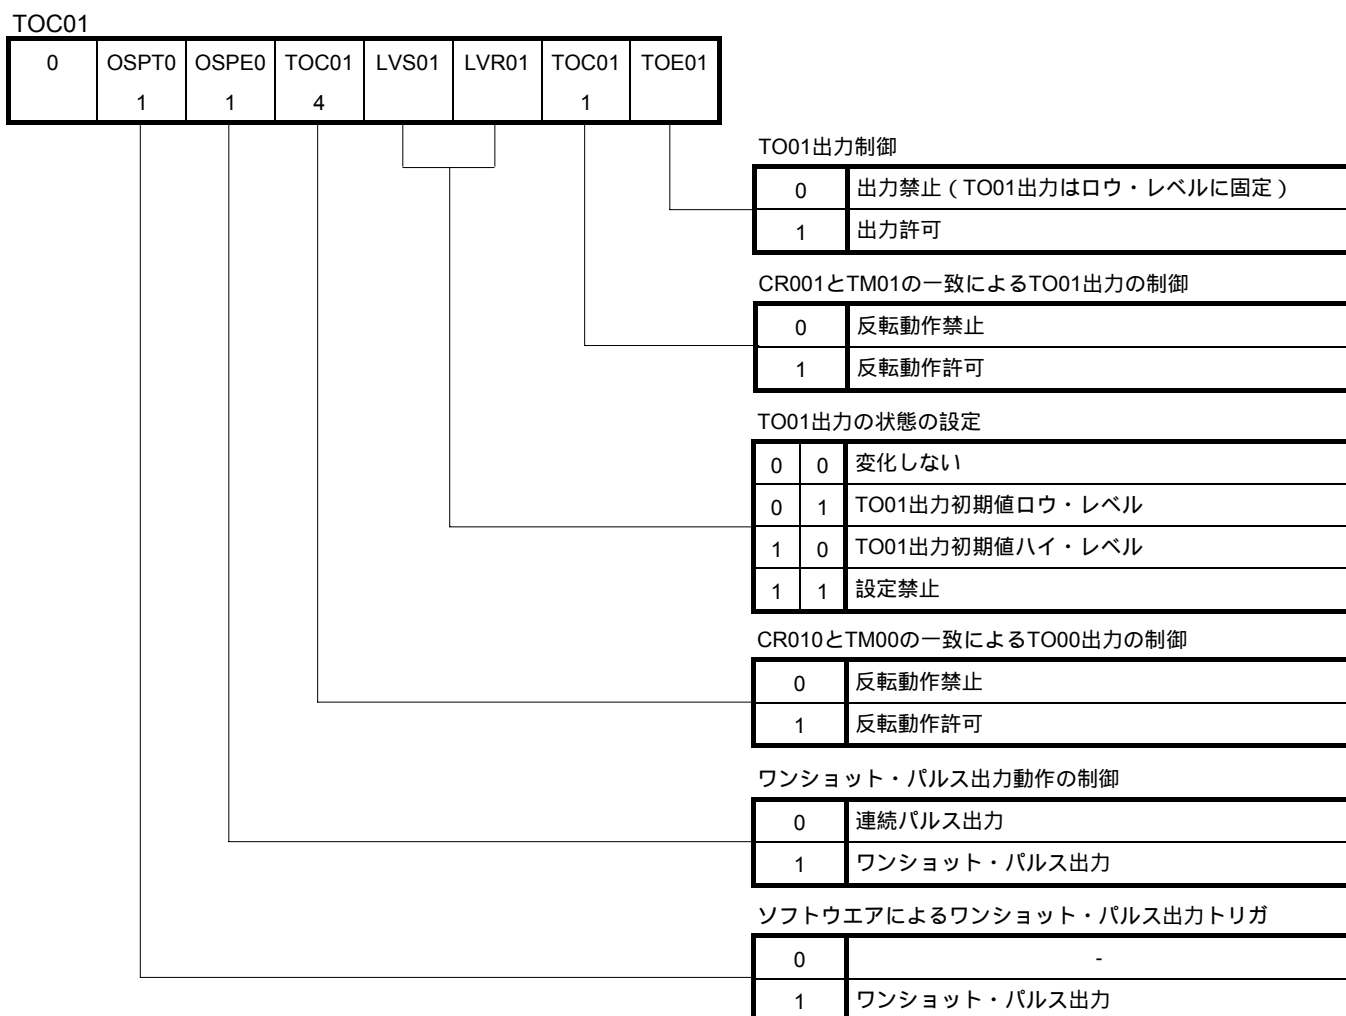 TOC01
0 OSPT0 OSPE0 TOC01 LVS01 LVR01 TOC01 TOE01
1 1 4 1
TO01出力制御
0 出力禁止（TO01出力はロウ・レベルに固定）
1 出力許可
CR001とTM01の一致によるTO01出力の制御
0 反転動作禁止
1 反転動作許可
TO01出力の状態の設定
0 0 変化しない
0 1 TO01出力初期値ロウ・レベル
1 0 TO01出力初期値ハイ・レベル
1 1 設定禁止
CR010とTM00の一致によるTO00出力の制御
0 反転動作禁止
1 反転動作許可
ワンショット・パルス出力動作の制御
0 連続パルス出力
1 ワンショット・パルス出力
ソフトウエアによるワンショット・パルス出力トリガ
0 -
1 ワンショット・パルス出力